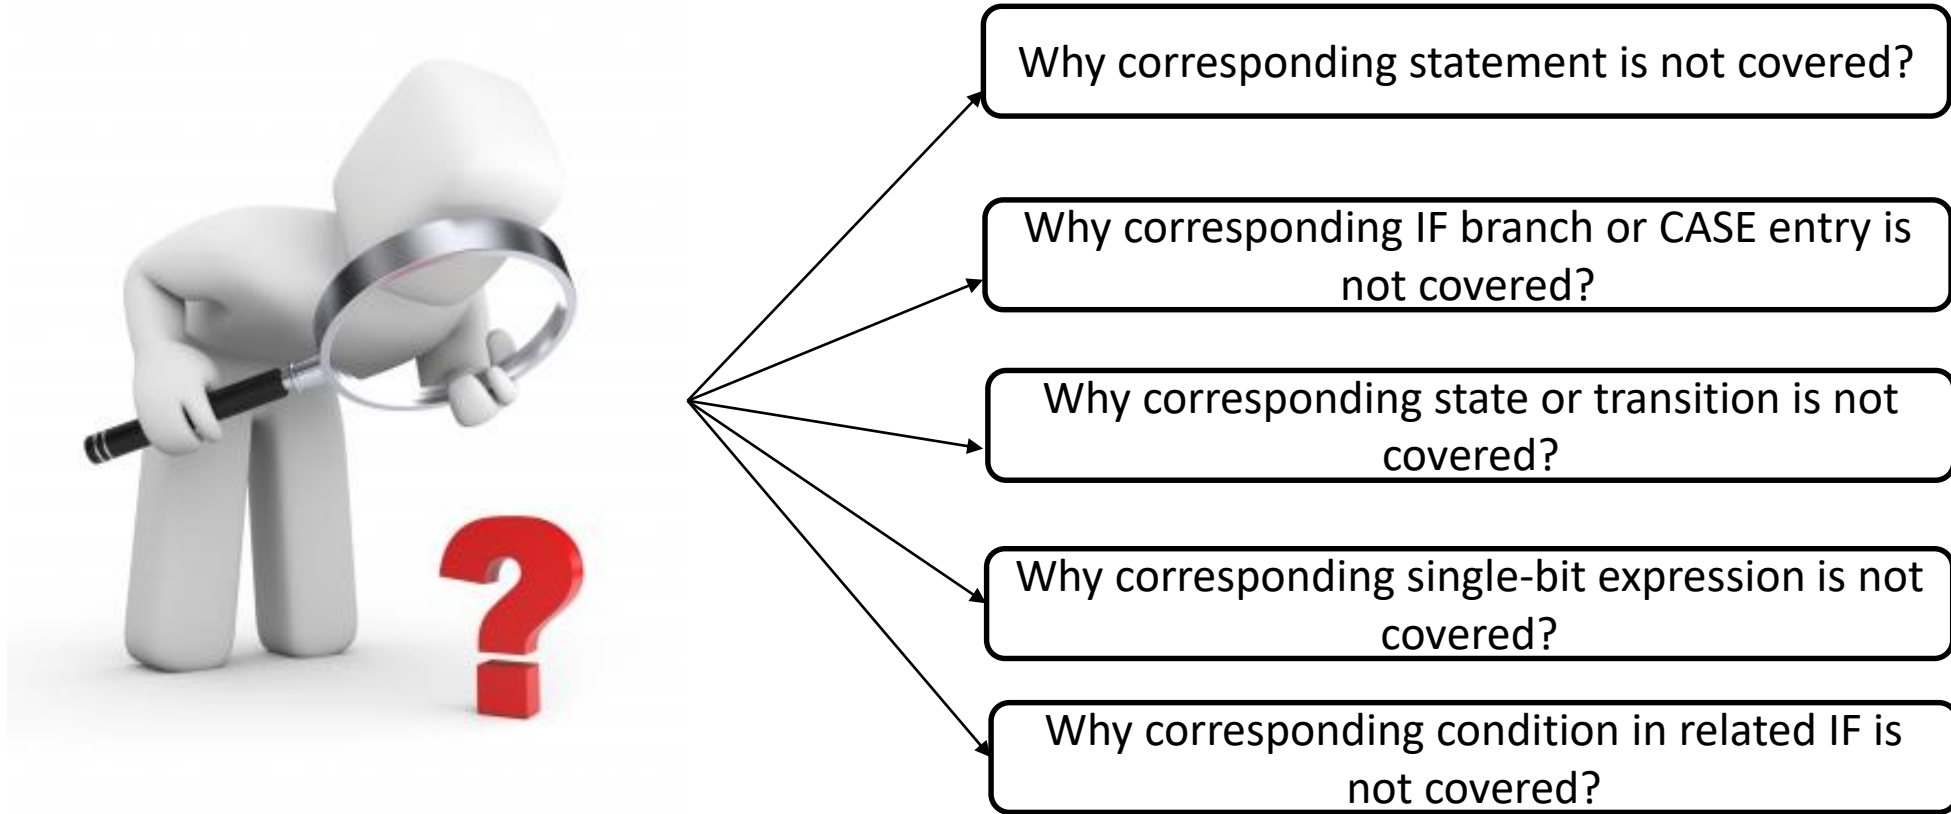 Why corresponding statement is not covered?
Why corresponding IF branch or CASE entry is
not covered?
Why corresponding state or transition is not
covered?
Why corresponding single-bit expression is not
covered?
Why corresponding condition in related IF is
not covered?
?